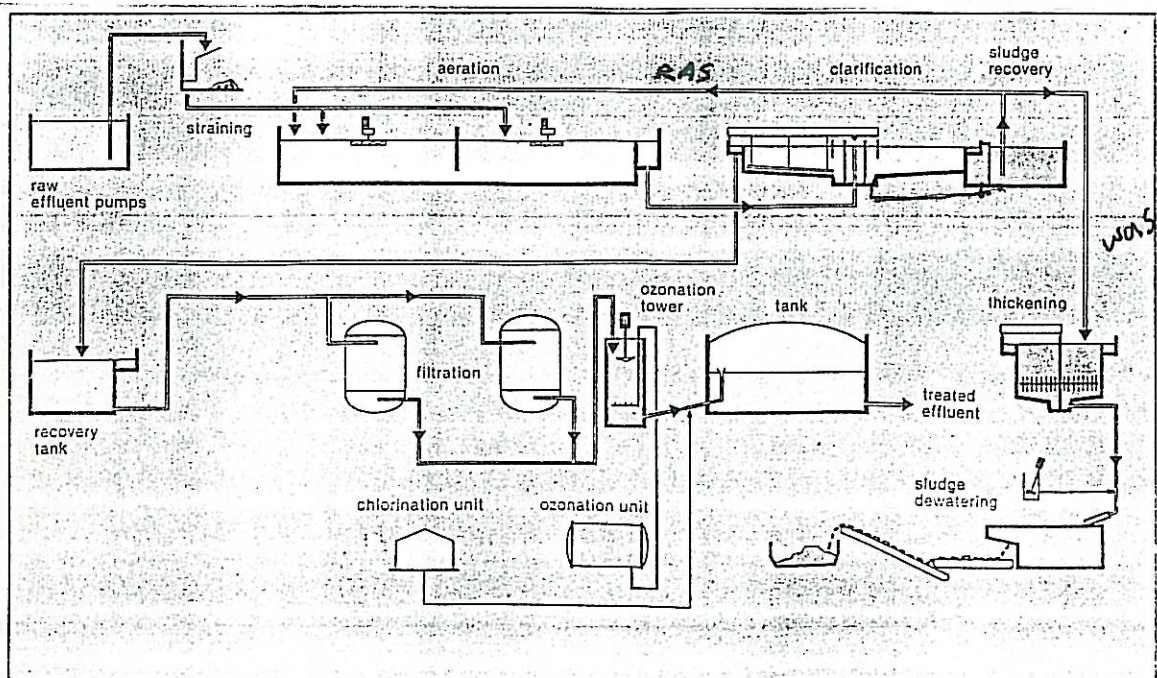 aeration
RAS
clarification
sludge
recovery
straining
raw
effluent pumps
was
ozonation
tower
tank
thickening
filtration
treated
effluent
recovery
tank
sludge
dewatering
chlorination unit
ozonation unit